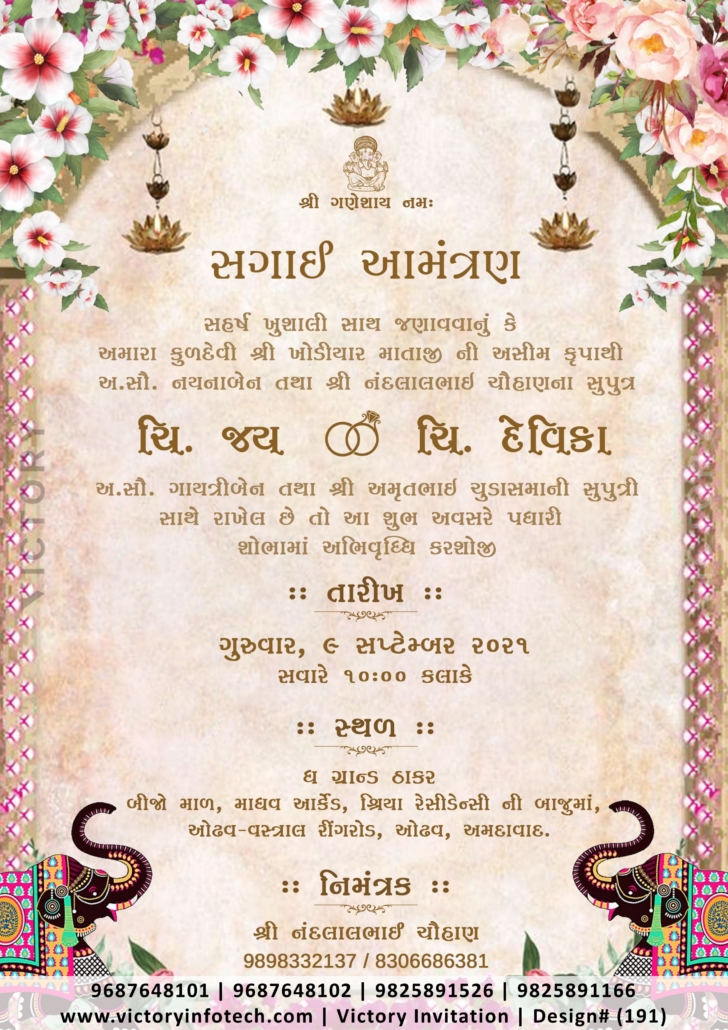 શ્રી ગણેશાય નમઃ
સગાઈ આમંત્રણ
સહર્ષ ખુશાલી સાથ જણાવવાનું કે
અમારા કુળદેવી શ્રી ખોડીયાર માતાજી ની અસીમ કૃપાથી
અ.સૌ. નયનાબેન તથા શ્રી નંદલાલભાઇ ચૌહાણના સુપુત્ર
ચિ. જય ચિ. દેવિકા
અ.સૌ. ગાયત્રીબેન તથા શ્રી અમૃતભાઇ ચુડાસમાની સુપુત્રી
સાથે રાખેલ છે તો આ શુભ અવસરે પધારી
શોભામાં અભિવૃધ્ધિ કરશોજી
:: તારીખ ::
ગુરુવાર, ૯ સપ્ટેમ્બર ૨૦૨૧
સવારે ૧૦:૦૦ કલાકે
:: સ્થળ ::
ધ ગ્રાન્ડ ઠાકર
બીજો માળ, માધવ આર્કેડ, શ્રિયા રેસીડેન્સી ની બાજુમાં,
ઓઢવ-વસ્ત્રાલ રીંગરોડ, ઓઢવ, અમદાવાદ.
:: નિમંત્રક ::
શ્રી નંદલાલભાઈ ચૌહાણ
9898332137 / 8306686381
VICTORY
9687648101 | 9687648102 | 9825891526 | 9825891166
www.victoryinfotech.com | Victory Invitation | Design# (191)